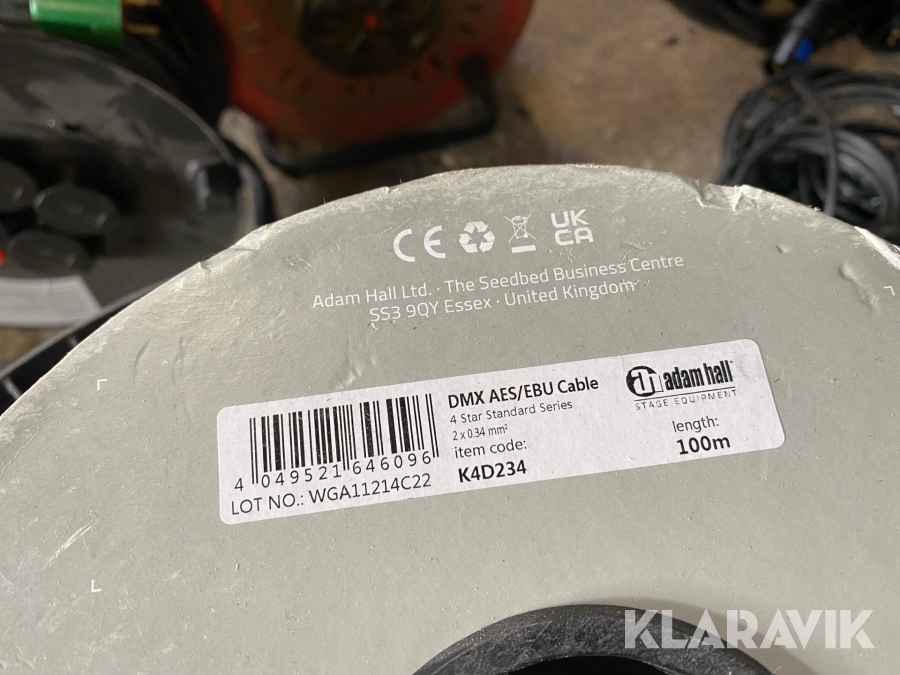 CE UK CA
Adam Hall Ltd. · The Seedbed Business Centre
SS3 9QY Essex · United Kingdom
DMX AES/EBU Cable
4 Star Standard Series
2 x 0.34 mm²
item code:
K4D234
4 049521 646096
LOT NO.: WGA11214C22
adam hall
STAGE EQUIPMENT
length:
100m
KLARAVIK